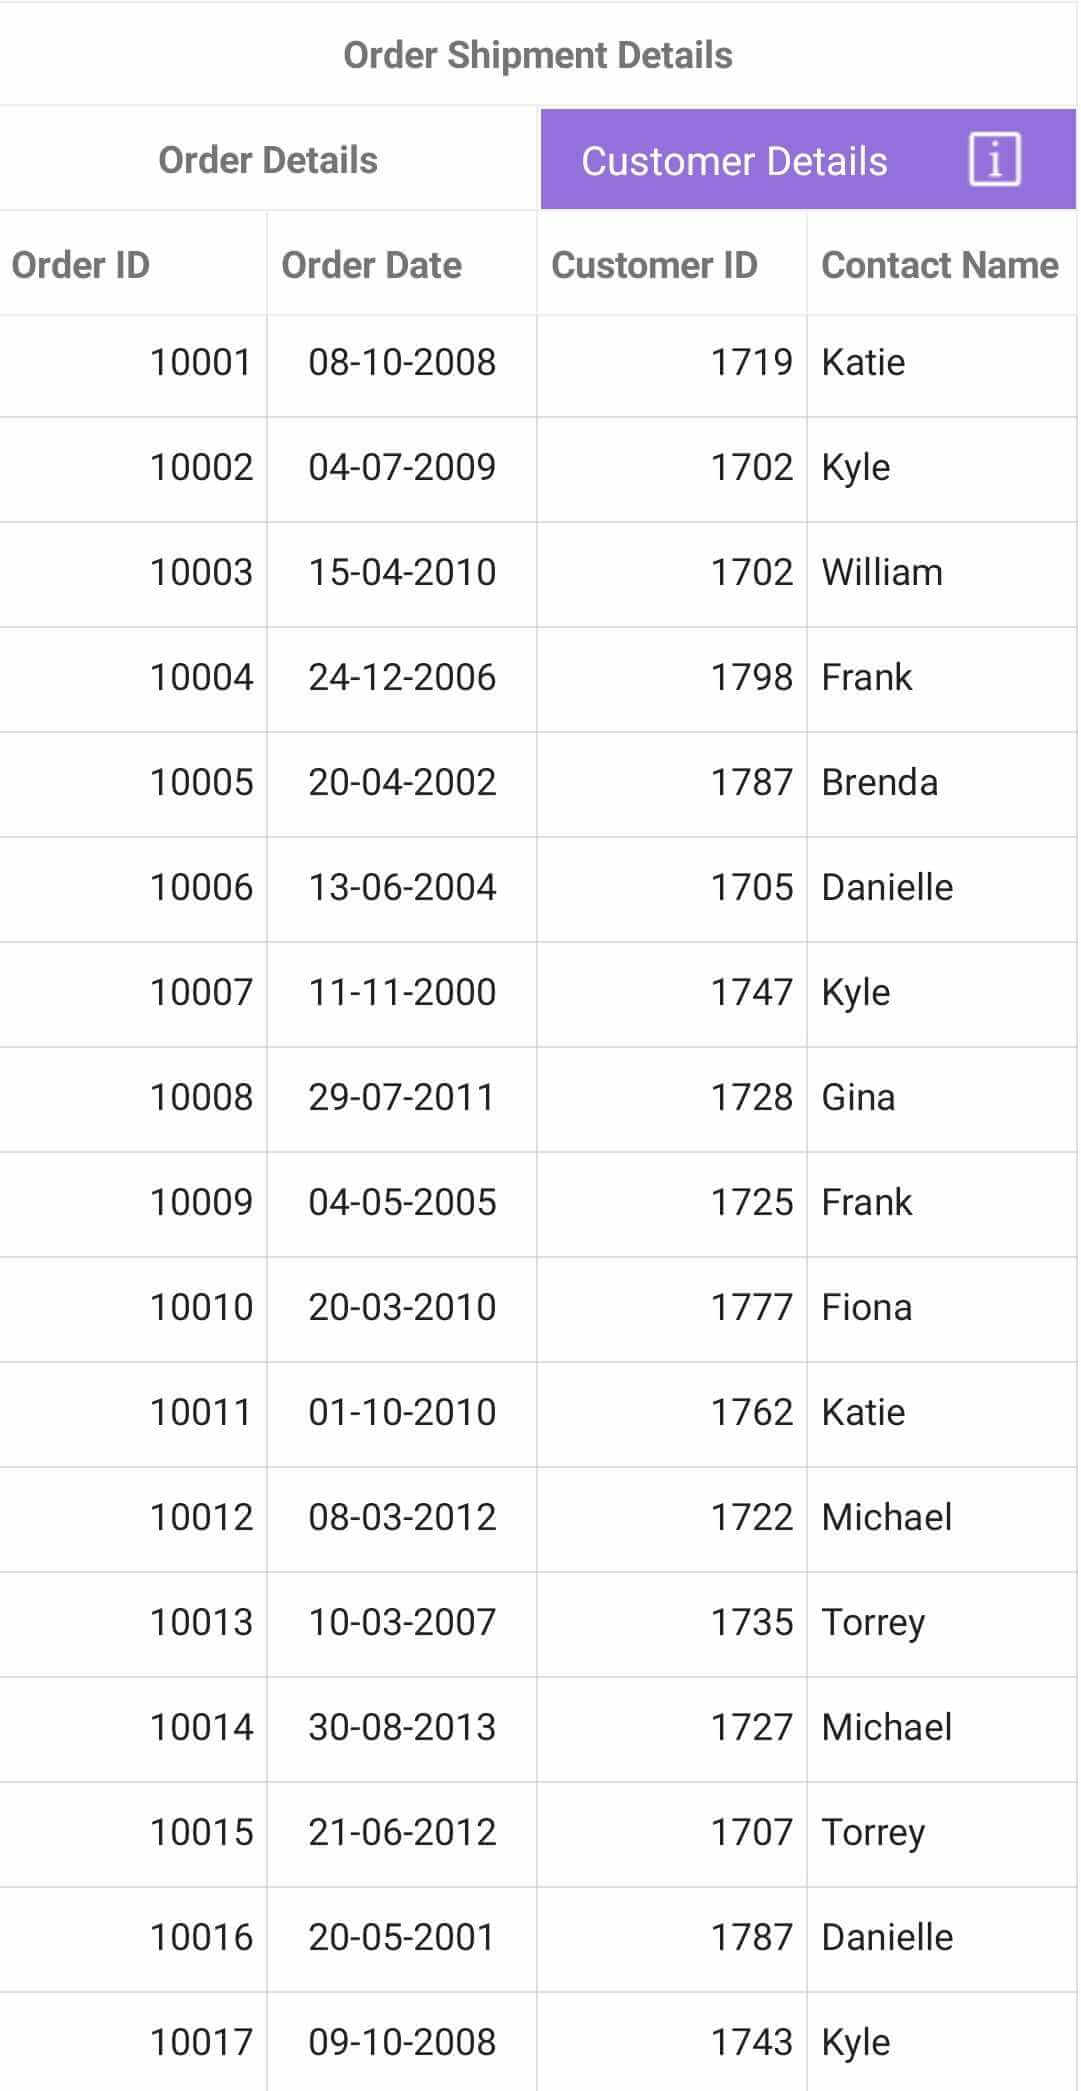 Order Shipment Details
Order Details Customer Details i
Order ID Order Date Customer ID Contact Name
10001 08-10-2008 1719 Katie
10002 04-07-2009 1702 Kyle
10003 15-04-2010 1702 William
10004 24-12-2006 1798 Frank
10005 20-04-2002 1787 Brenda
10006 13-06-2004 1705 Danielle
10007 11-11-2000 1747 Kyle
10008 29-07-2011 1728 Gina
10009 04-05-2005 1725 Frank
10010 20-03-2010 1777 Fiona
10011 01-10-2010 1762 Katie
10012 08-03-2012 1722 Michael
10013 10-03-2007 1735 Torrey
10014 30-08-2013 1727 Michael
10015 21-06-2012 1707 Torrey
10016 20-05-2001 1787 Danielle
10017 09-10-2008 1743 Kyle